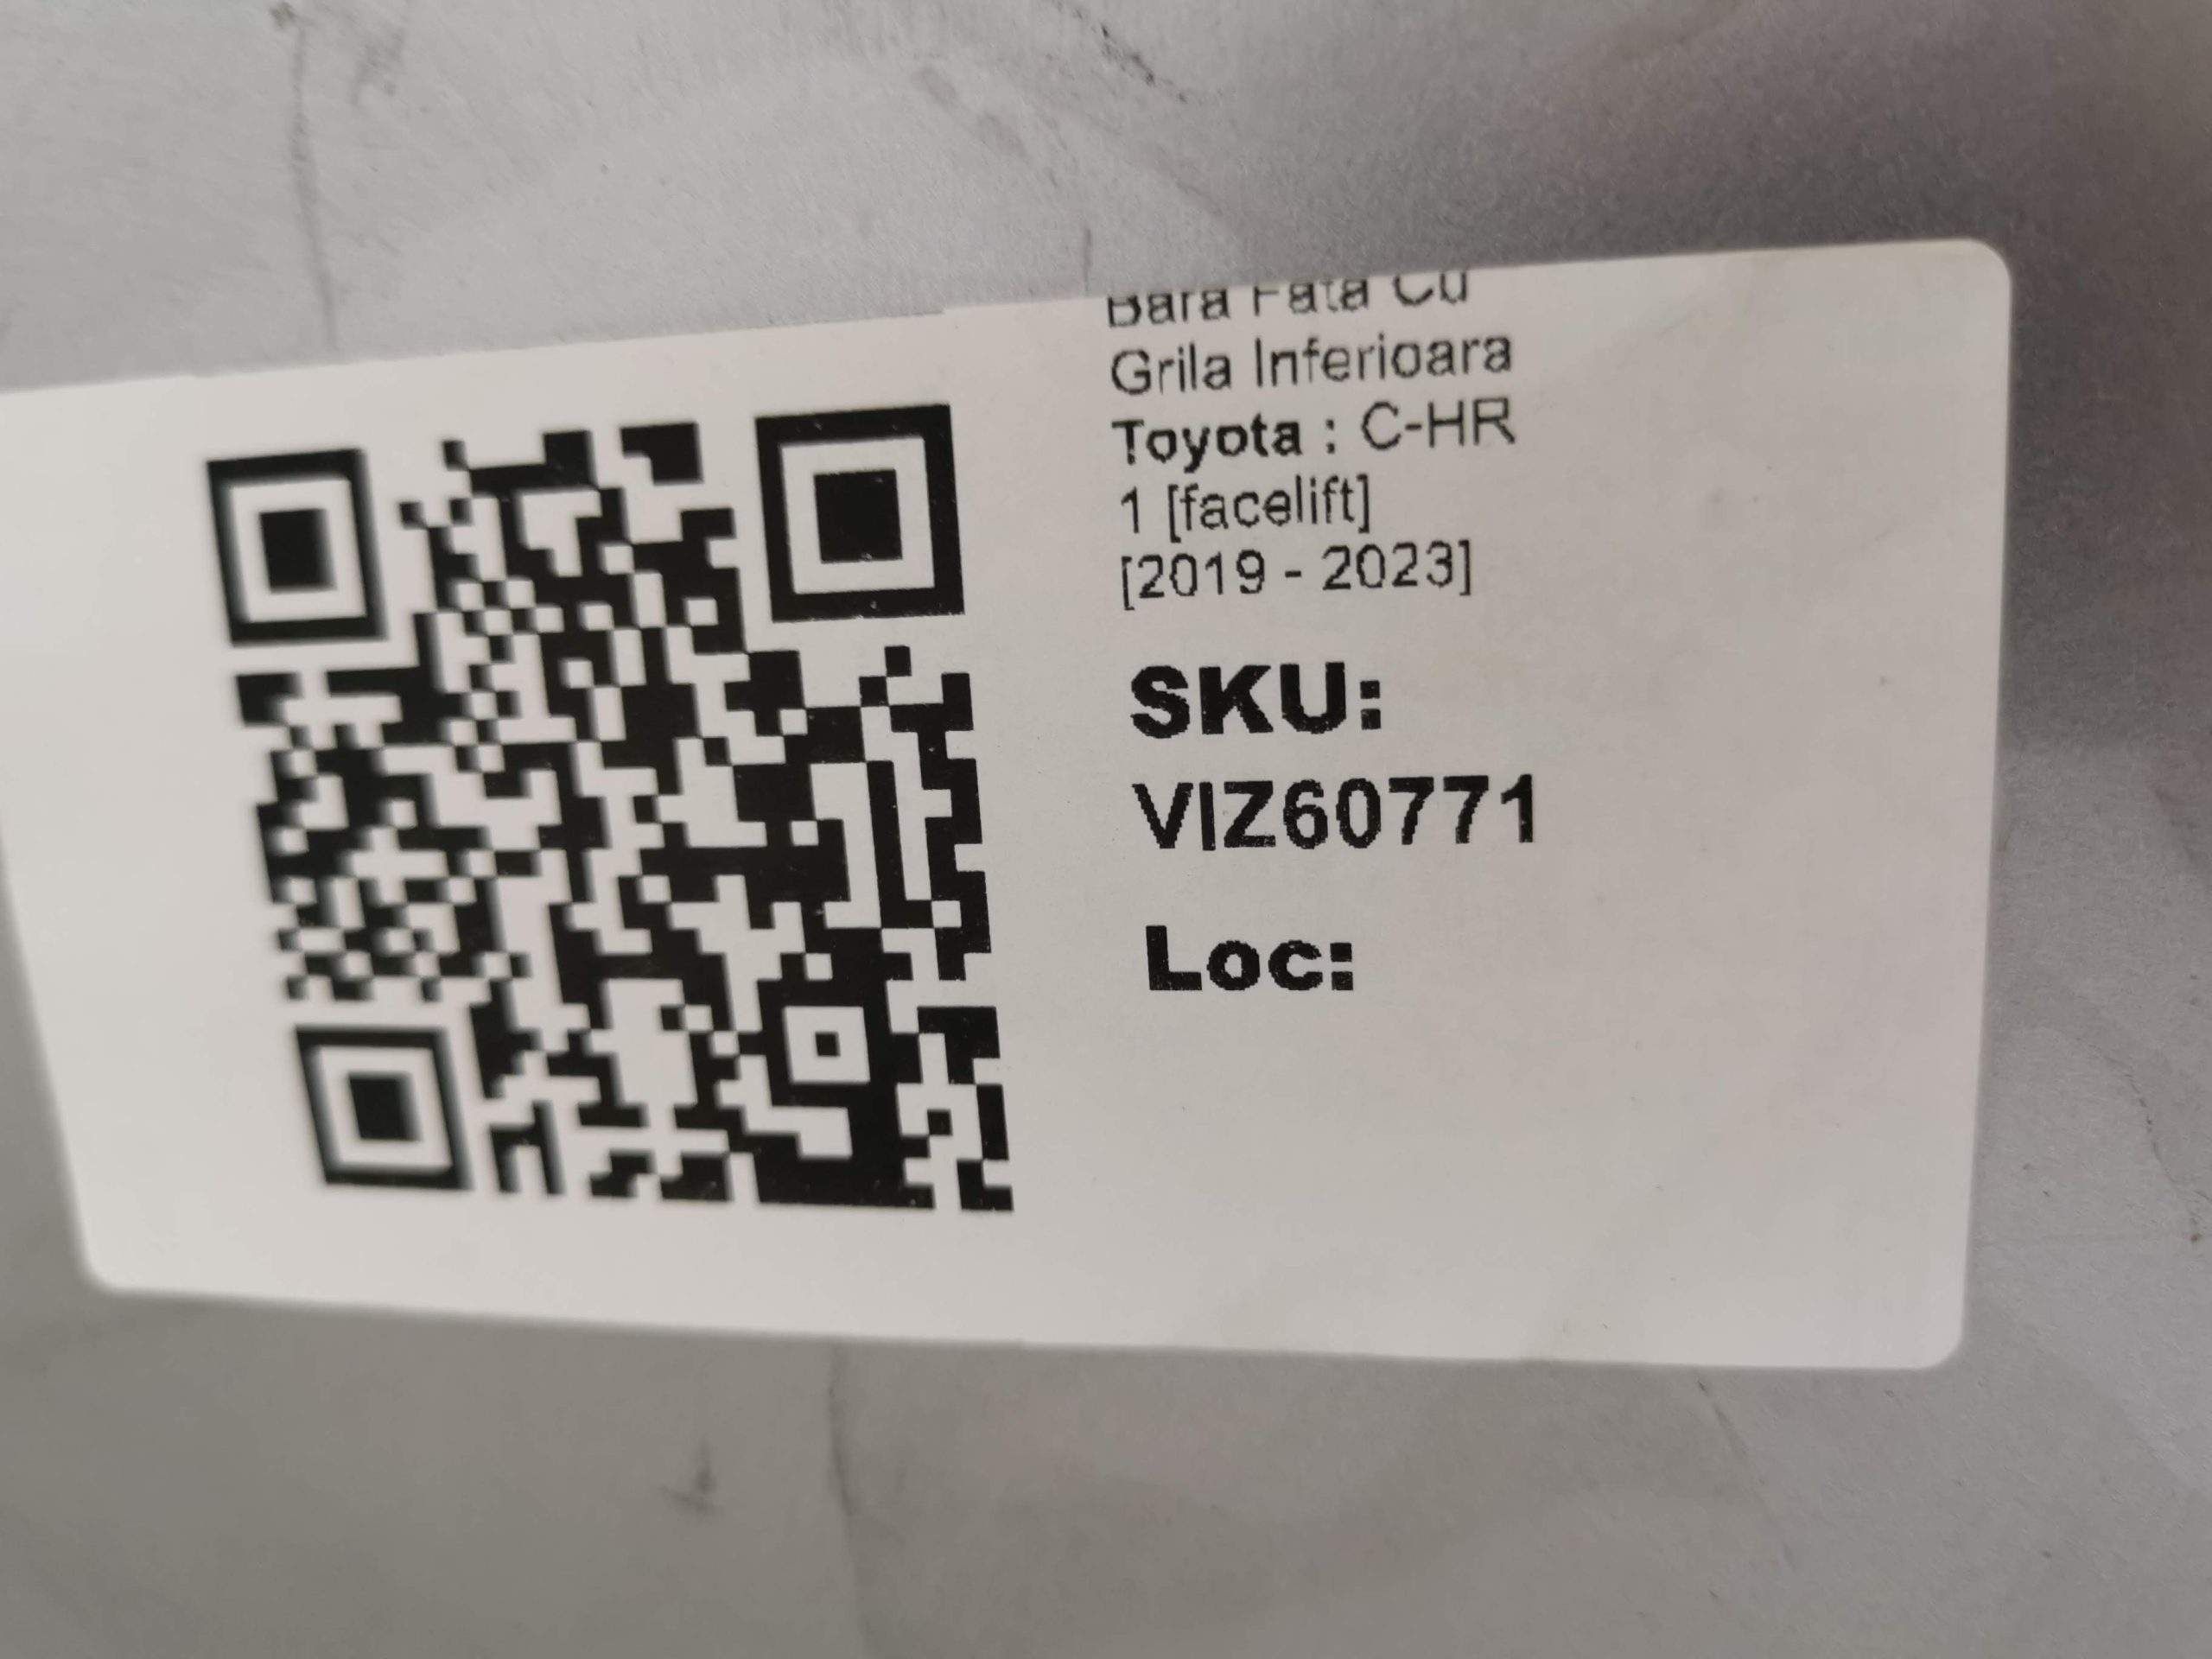 Bara Fata Cu
Grila Inferioara
Toyota : C-HR
1 [facelift]
[2019 - 2023]
SKU:
VIZ60771
Loc: